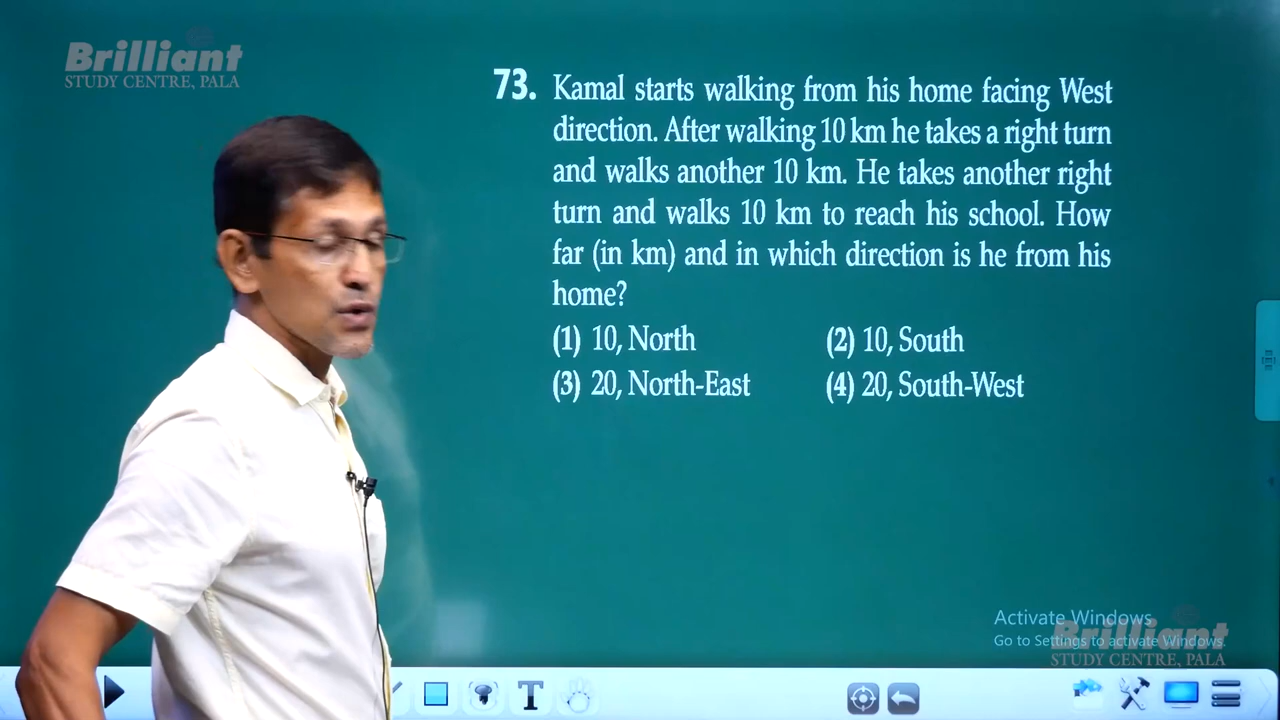 Brilliant
STUDY CENTRE, PALA
73. Kamal starts walking from his home facing West
direction. After walking 10 km he takes a right turn
and walks another 10 km. He takes another right
turn and walks 10 km to reach his school. How
far (in km) and in which direction is he from his
home?
(1) 10, North (2) 10, South
(3) 20, North-East (4) 20, South-West
Activate Windows
Go to Settings to activate Windows.
Brilliant
STUDY CENTRE, PALA
T